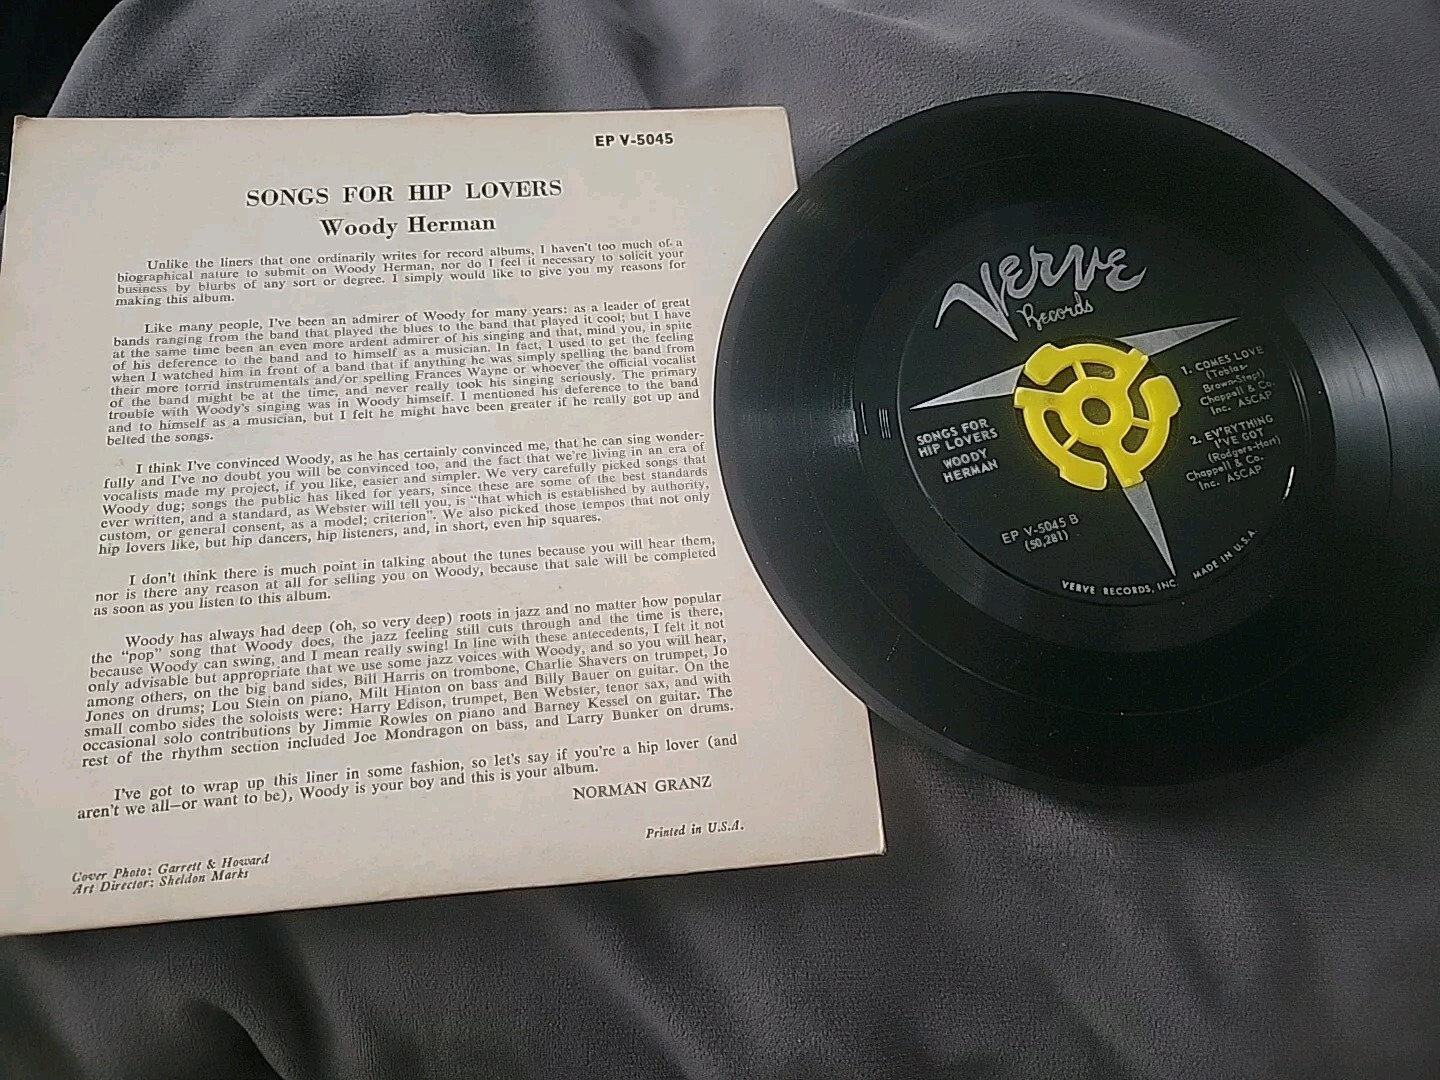 EP V-5045
SONGS FOR HIP LOVERS
Woody Herman
Unlike the liners that one ordinarily writes for record albums, I haven't too much of a
biographical nature to submit on Woody Herman, nor do I feel it necessary to solicit your
business by blurbs of any sort or degree. I simply would like to give you my reasons for
making this album.
Like many people, I've been an admirer of Woody for many years: as a leader of great
bands ranging from the band that played the blues to the band that played it cool; but I have
at the same time been an even more ardent admirer of his singing and that, mind you, in spite
of his deference to the band and to himself as a musician. In fact, I used to get the feeling
when I watched him in front of a band that if anything he was simply spelling the band from
their more torrid instrumentals and/or spelling Frances Wayne or whoever the official vocalist
of the band might be at the time, and never really took his singing seriously. The primary
trouble with Woody's singing was in Woody himself. I mentioned his deference to the band
and to himself as a musician, but I felt he might have been greater if he really got up and
belted the songs.
I think I've convinced Woody, as he has certainly convinced me, that he can sing wonder-
fully and I've no doubt you will be convinced too, and the fact that we're living in an era of
vocalists made my project, if you like, easier and simpler. We very carefully picked songs that
Woody dug; songs the public has liked for years, since these are some of the best standards
ever written, and a standard, as Webster will tell you, is "that which is established by authority,
custom, or general consent, as a model; criterion". We also picked those tempos that not only
hip lovers like, but hip dancers, hip listeners, and, in short, even hip squares.
I don't think there is much point in talking about the tunes because you will hear them,
nor is there any reason at all for selling you on Woody, because that sale will be completed
as soon as you listen to this album.
Woody has always had deep (oh, so very deep) roots in jazz and no matter how popular
the "pop" song that Woody does, the jazz feeling still cuts through and the time is there,
because Woody can swing, and I mean really swing! In line with these antecedents, I felt it not
only advisable but appropriate that we use some jazz voices with Woody, and so you will hear,
among others, on the big band sides, Bill Harris on trombone, Charlie Shavers on trumpet, Jo
Jones on drums; Lou Stein on piano, Milt Hinton on bass and Billy Bauer on guitar. On the
small combo sides the soloists were: Harry Edison, trumpet, Ben Webster, tenor sax, and with
occasional solo contributions by Jimmie Rowles on piano and Barney Kessel on guitar. The
rest of the rhythm section included Joe Mondragon on bass, and Larry Bunker on drums.
I've got to wrap up this liner in some fashion, so let's say if you're a hip lover (and
aren't we all—or want to be), Woody is your boy and this is your album.
NORMAN GRANZ
Printed in U.S.A.
Cover Photo: Garrett & Howard
Art Director: Sheldon Marks
VERVE
Records
SONGS FOR
HIP LOVERS
WOODY
HERMAN
1. COMES LOVE
(Tobias-
Brown-Stept)
Chappell & Co.
Inc. ASCAP
2. EV'RYTHING
I'VE GOT
(Rodgers-Hart)
Chappell & Co.
Inc. ASCAP
EP V-5045 B
(50,281)
VERVE RECORDS, INC. MADE IN U.S.A.